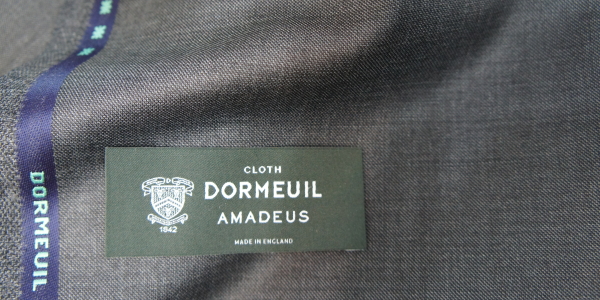 DORMEUIL
CLOTH
DORMEUIL
AMADEUS
1842
MADE IN ENGLAND